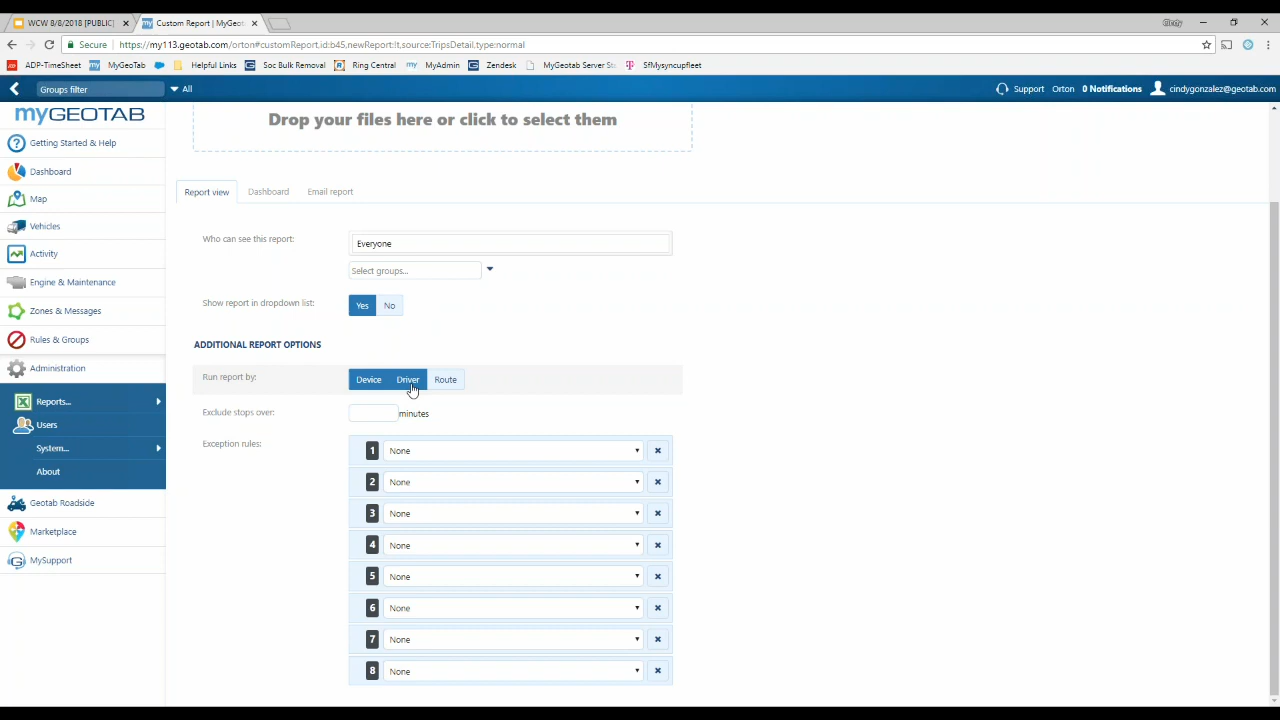 WCW 8/8/2018 [PUBLIC]
Custom Report | MyGeot
Cindy
Secure
https://my113.geotab.com/orton#customReport,id:b45,newReport:!t,source:TripsDetail,type:normal
ADP-TimeSheet MyGeoTab Helpful Links Soc Bulk Removal Ring Central MyAdmin Zendesk MyGeotab Server St SfMysyncupfleet
Groups filter All Support Orton 0 Notifications cindygonzalez@geotab.com
myGEOTAB
Getting Started & Help
Dashboard
Map
Vehicles
Activity
Engine & Maintenance
Zones & Messages
Rules & Groups
Administration
Reports...
Users
System...
About
Geotab Roadside
Marketplace
MySupport
Drop your files here or click to select them
Report view Dashboard Email report
Who can see this report: Everyone
Select groups...
Show report in dropdown list: Yes No
ADDITIONAL REPORT OPTIONS
Run report by: Device Driver Route
Exclude stops over: minutes
Exception rules: 1 None
2 None
3 None
4 None
5 None
6 None
7 None
8 None